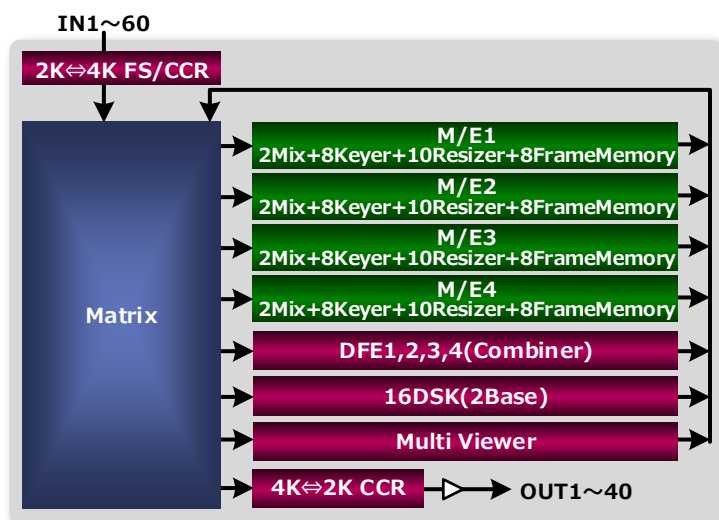 IN1～60
2K⇔4K FS/CCR
M/E1
2Mix+8Keyer+10Resizer+8FrameMemory
M/E2
2Mix+8Keyer+10Resizer+8FrameMemory
M/E3
2Mix+8Keyer+10Resizer+8FrameMemory
M/E4
2Mix+8Keyer+10Resizer+8FrameMemory
Matrix
DFE1,2,3,4(Combiner)
16DSK(2Base)
Multi Viewer
4K⇔2K CCR
OUT1～40